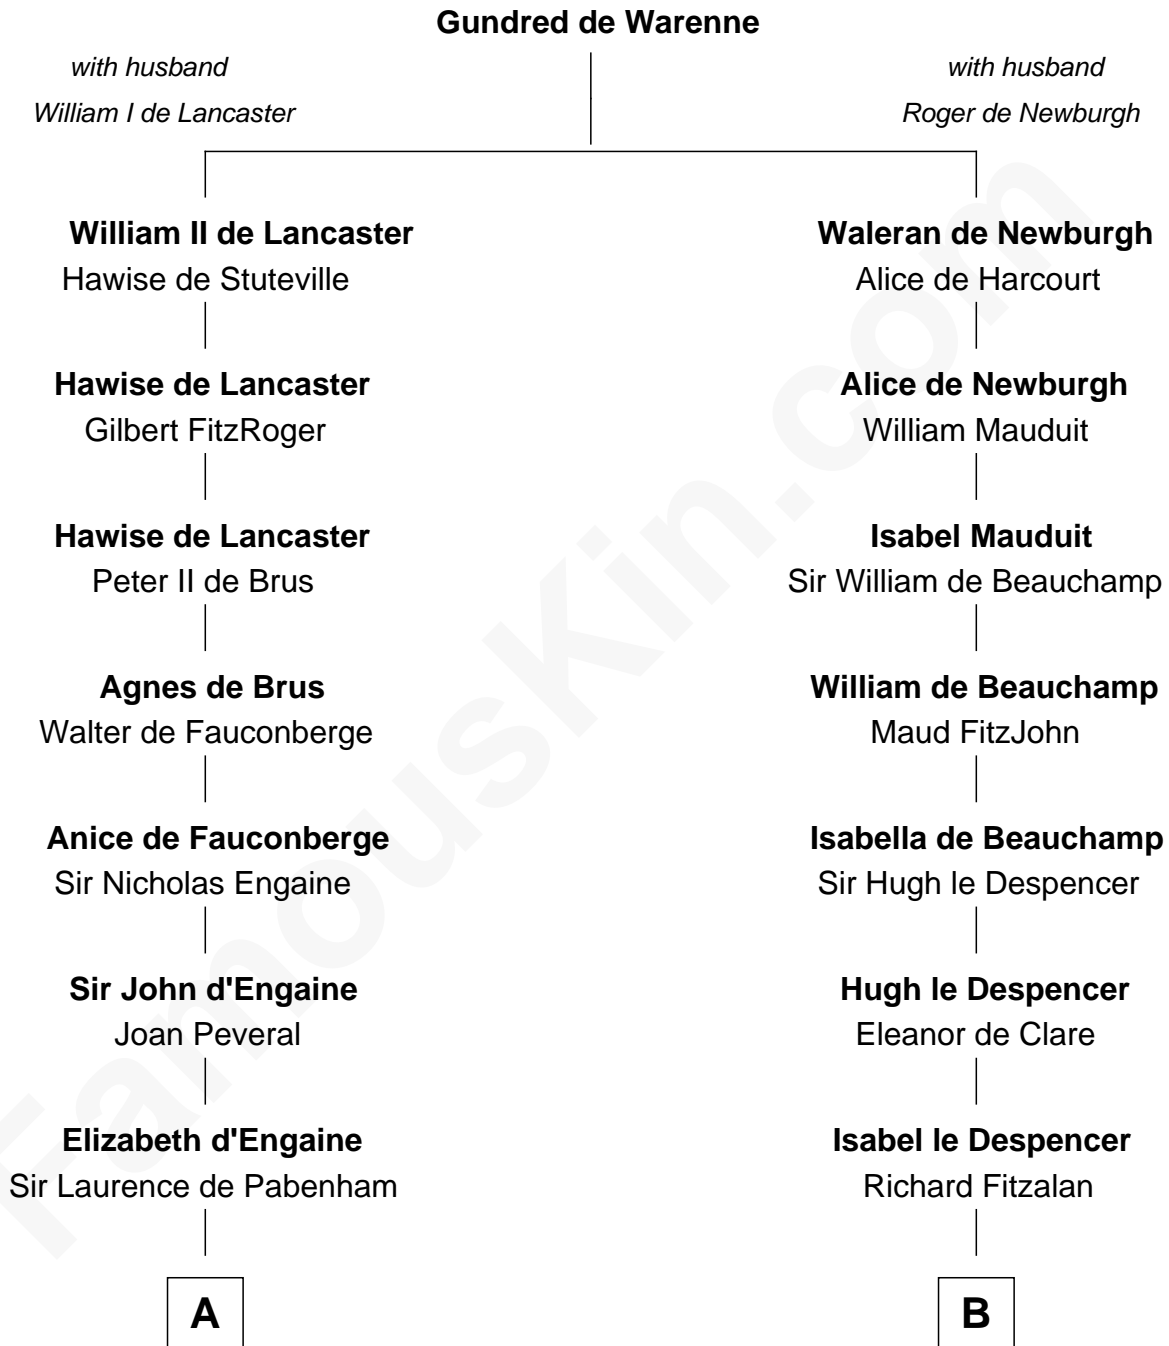 Gundred de Warenne
with husband
William I de Lancaster
with husband
Roger de Newburgh
William II de Lancaster
Hawise de Stuteville
Waleran de Newburgh
Alice de Harcourt
Hawise de Lancaster
Gilbert FitzRoger
Alice de Newburgh
William Mauduit
Hawise de Lancaster
Peter II de Brus
Isabel Mauduit
Sir William de Beauchamp
Agnes de Brus
Walter de Fauconberge
William de Beauchamp
Maud FitzJohn
Anice de Fauconberge
Sir Nicholas Engaine
Isabella de Beauchamp
Sir Hugh le Despencer
Sir John d'Engaine
Joan Peveral
Hugh le Despencer
Eleanor de Clare
Elizabeth d'Engaine
Sir Laurence de Pabenham
Isabel le Despencer
Richard Fitzalan
A
B
FamousKin.com